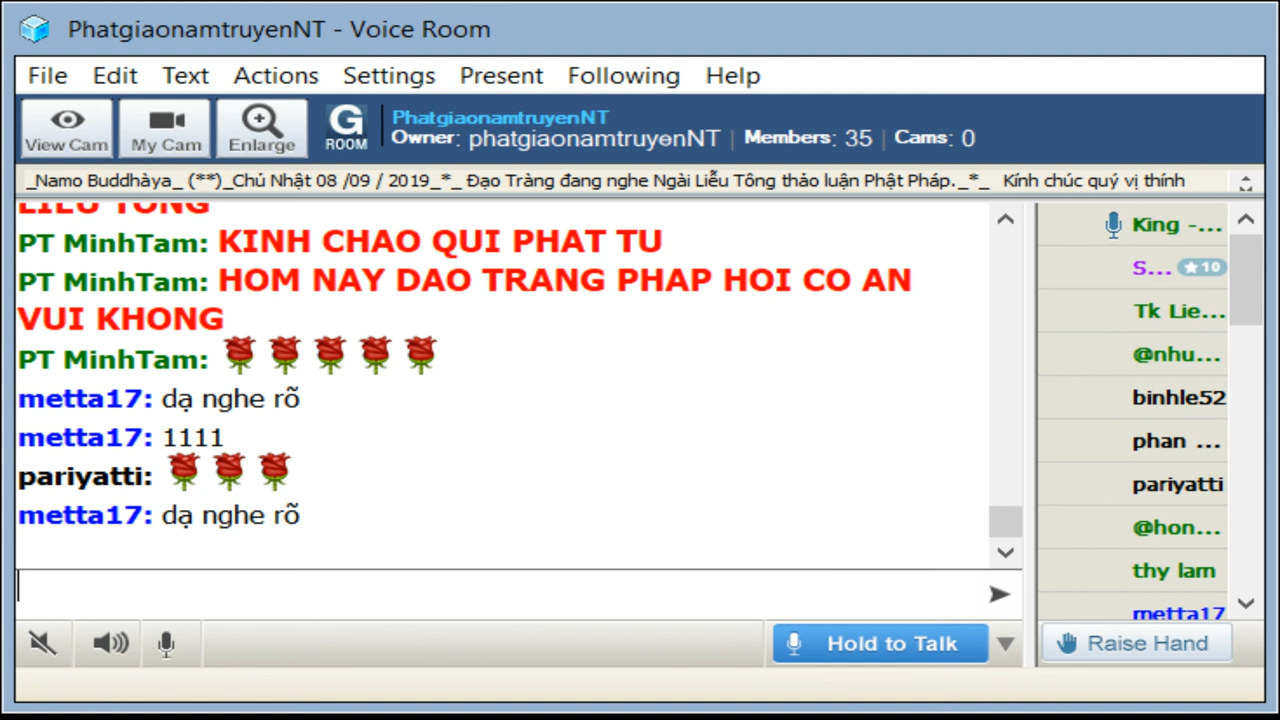 PhatgiaonamtruyenNT - Voice Room
File Edit Text Actions Settings Present Following Help
View Cam My Cam Enlarge G ROOM
PhatgiaonamtruyenNT
Owner: phatgiaonamtruyenNT | Members: 35 | Cams: 0
_Namo Buddhàya_ (**)_Chủ Nhật 08 /09 / 2019_*_ Đạo Tràng đang nghe Ngài Liễu Tông thảo luận Phật Pháp._*_ Kính chúc quý vị thính
LIEU TONG
PT MinhTam: KINH CHAO QUI PHAT TU
PT MinhTam: HOM NAY DAO TRANG PHAP HOI CO AN
VUI KHONG
PT MinhTam:
metta17: dạ nghe rõ
metta17: 1111
pariyatti:
metta17: dạ nghe rõ
King -...
S... ★10
Tk Lie...
@nhu...
binhle52
phan ...
pariyatti
@hon...
thy lam
metta17
Hold to Talk
Raise Hand